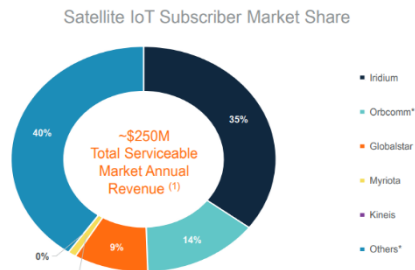 Satellite IoT Subscriber Market Share
40%
35%
~$250M
Total Serviceable
Market Annual
Revenue (1)
0%
9%
14%
Iridium
Orbcomm*
Globalstar
Myriota
Kineis
Others*